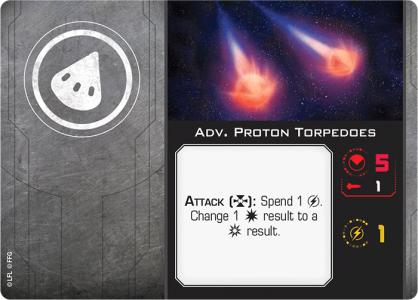 ADV. PROTON TORPEDOES
5
1
ATTACK (): Spend 1 .
Change 1 result to a
result.
1
© LFL © FFG